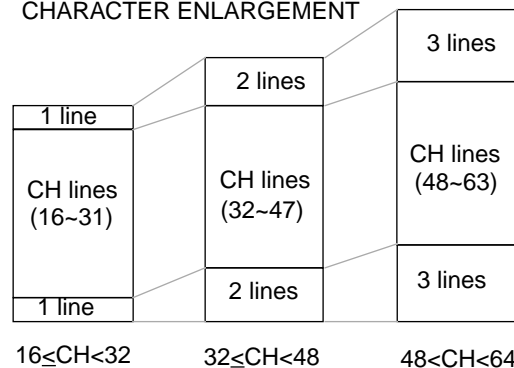 CHARACTER ENLARGEMENT
1 line
CH lines
(16~31)
1 line
2 lines
CH lines
(32~47)
2 lines
3 lines
CH lines
(48~63)
3 lines
16≤CH<32
32≤CH<48
48<CH<64